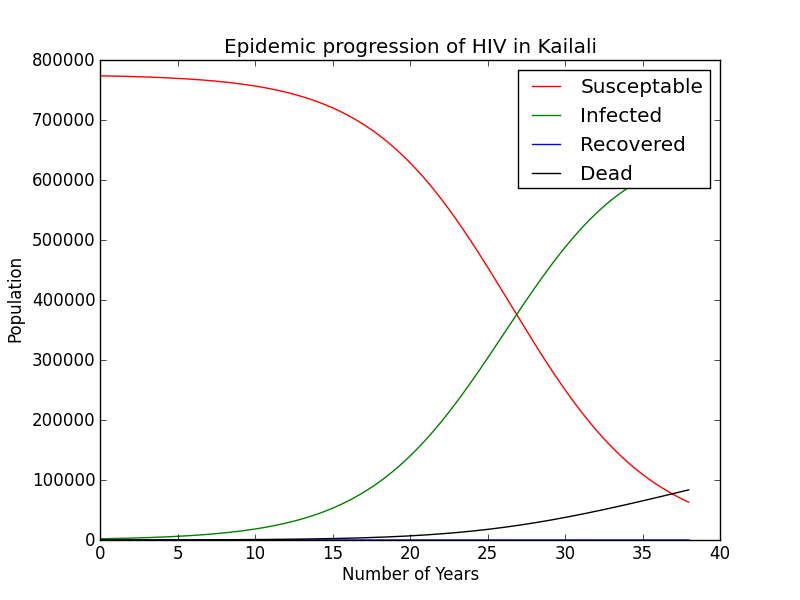 Epidemic progression of HIV in Kailali
800000
700000
600000
500000
400000
300000
200000
100000
0
Population
Susceptable
Infected
Recovered
Dead
0 5 10 15 20 25 30 35 40
Number of Years